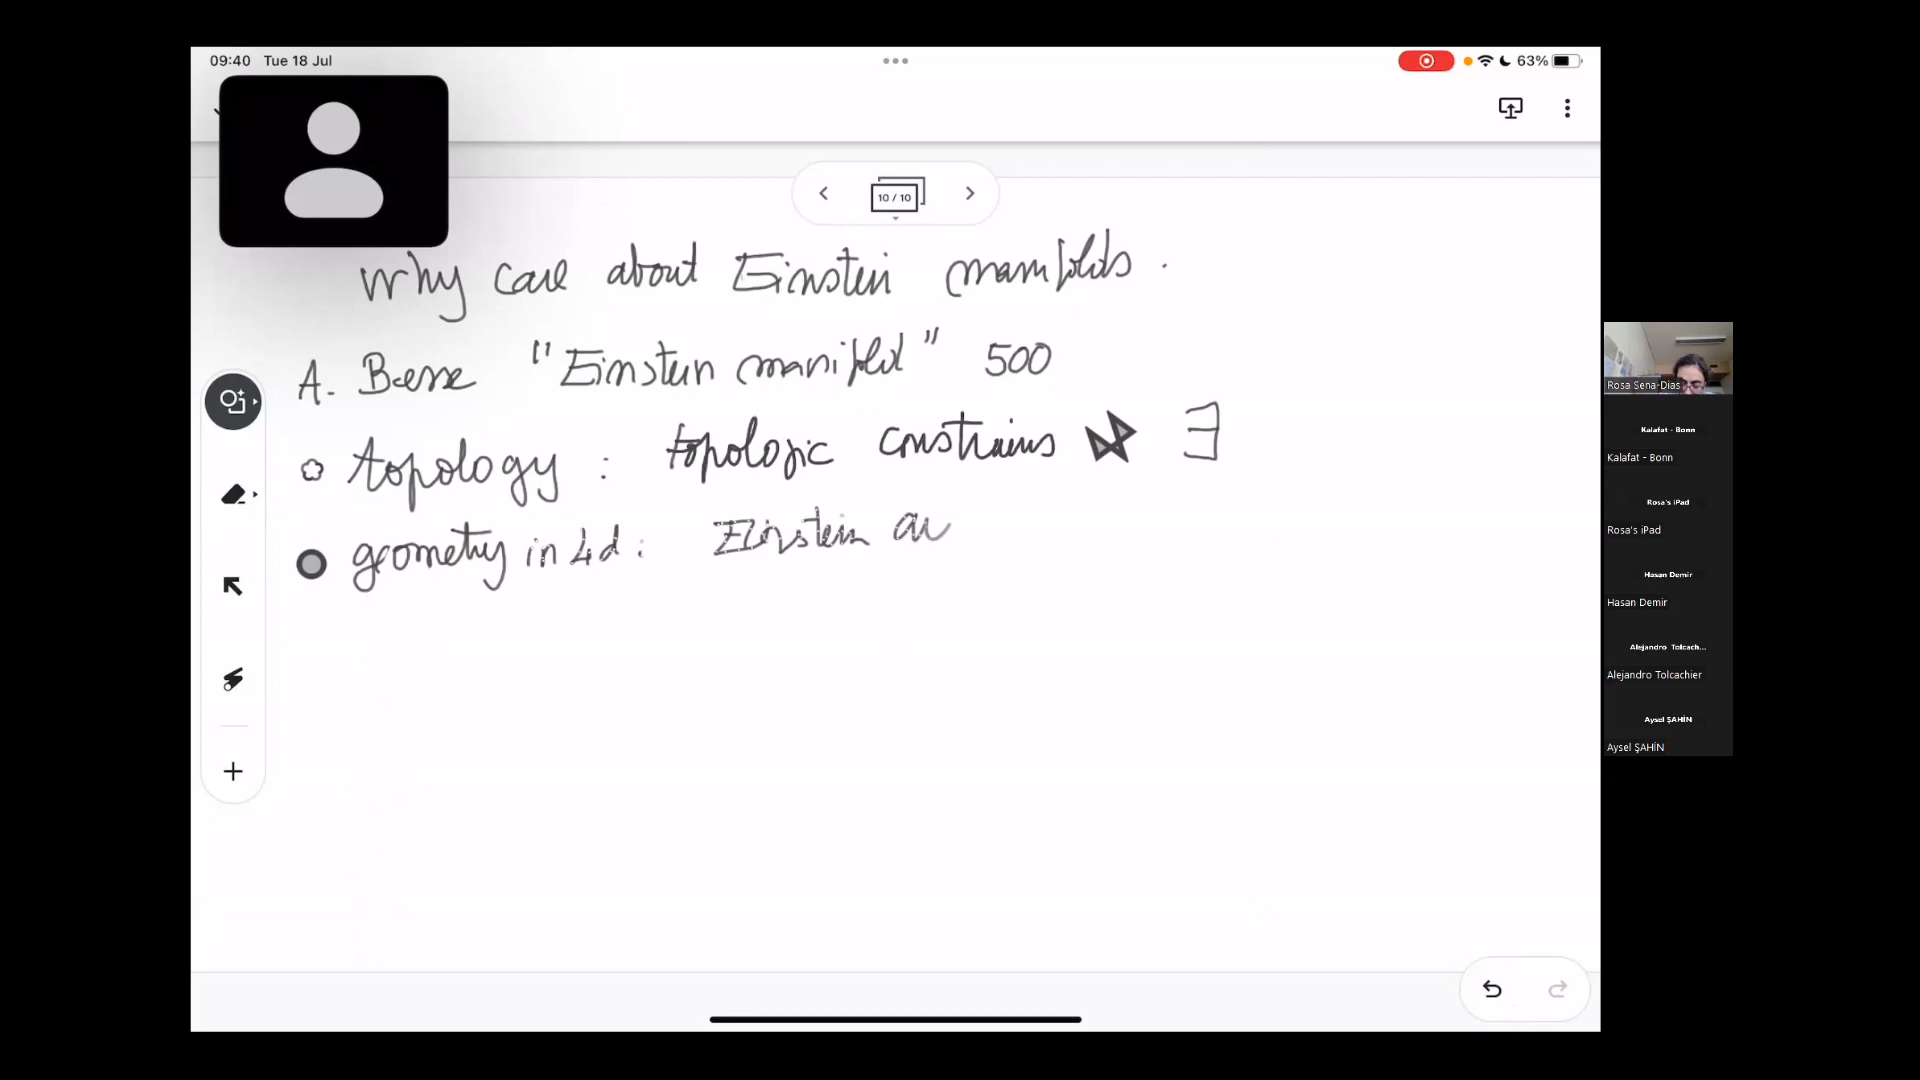 09:40 Tue 18 Jul
63%
10 / 10
Why care about Einstein manifolds.
A. Besse "Einstein manifold" 500
topology : topologic constrains ∃
geometry in 4d : Einstein au
Rosa Sena-Dias
Kalafat - Bonn
Kalafat - Bonn
Rosa's iPad
Rosa's iPad
Hasan Demir
Hasan Demir
Alejandro Tolcach...
Alejandro Tolcachier
Aysel ŞAHİN
Aysel ŞAHİN